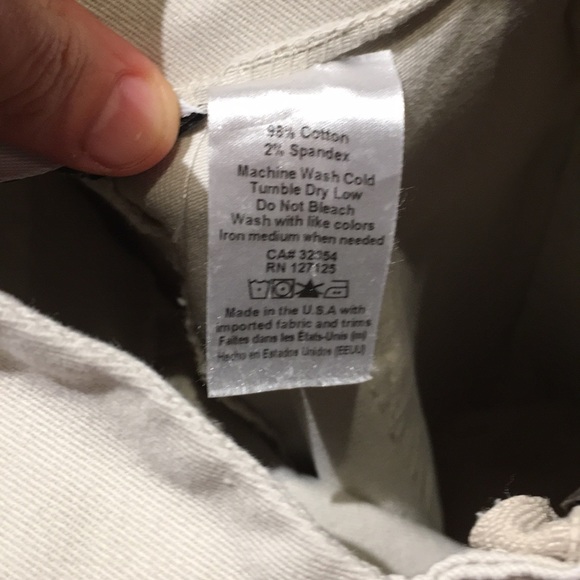 98% Cotton
2% Spandex
Machine Wash Cold
Tumble Dry Low
Do Not Bleach
Wash with like colors
Iron medium when needed
CA# 32354
RN 127125
Made in the U.S.A with
imported fabric and trims
Faites dans les États-Unis (m)
Hecho en Estados Unidos (EEUU)